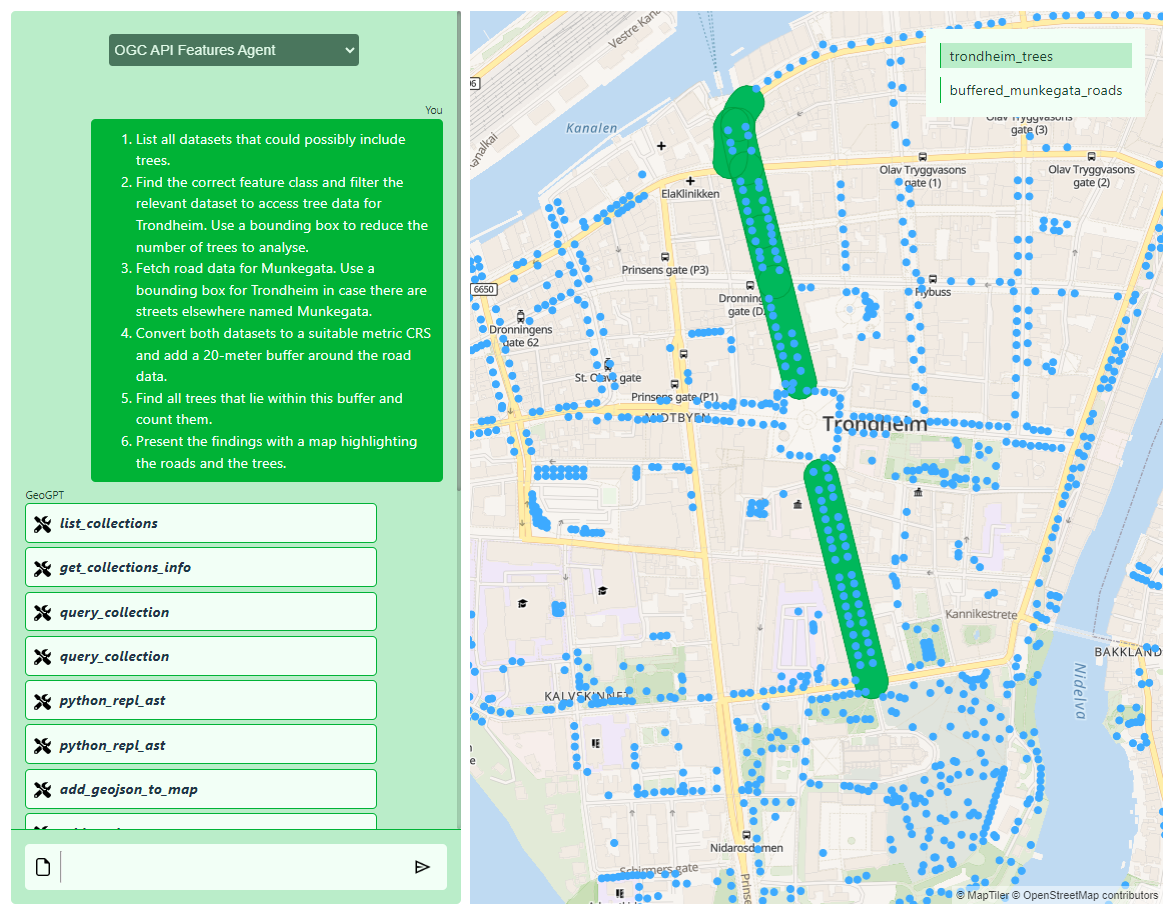 OGC API Features Agent
You
1. List all datasets that could possibly include
trees.
2. Find the correct feature class and filter the
relevant dataset to access tree data for
Trondheim. Use a bounding box to reduce the
number of trees to analyse.
3. Fetch road data for Munkegata. Use a
bounding box for Trondheim in case there are
streets elsewhere named Munkegata.
4. Convert both datasets to a suitable metric CRS
and add a 20-meter buffer around the road
data.
5. Find all trees that lie within this buffer and
count them.
6. Present the findings with a map highlighting
the roads and the trees.
GeoGPT
list_collections
get_collections_info
query_collection
query_collection
python_repl_ast
python_repl_ast
add_geojson_to_map
trondheim_trees
buffered_munkegata_roads
Vestre Kan
Kanalen
Olav Tryggvasons
gate (3)
Olav Tryggvasons
gate (1)
Olav Tryggvasons
gate (2)
ElaKlinikken
Prinsens gate (P3)
6650
Flybuss
Dronningens
gate 62
St. Olavs gate
Prinsens gate (P1)
MIDTBYEN
Trondheim
Kannikestrete
BAKKLAND
Nidelva
KALVSKINNET
Nidarosdomen
Schirmers gate
Prins
© MapTiler © OpenStreetMap contributors